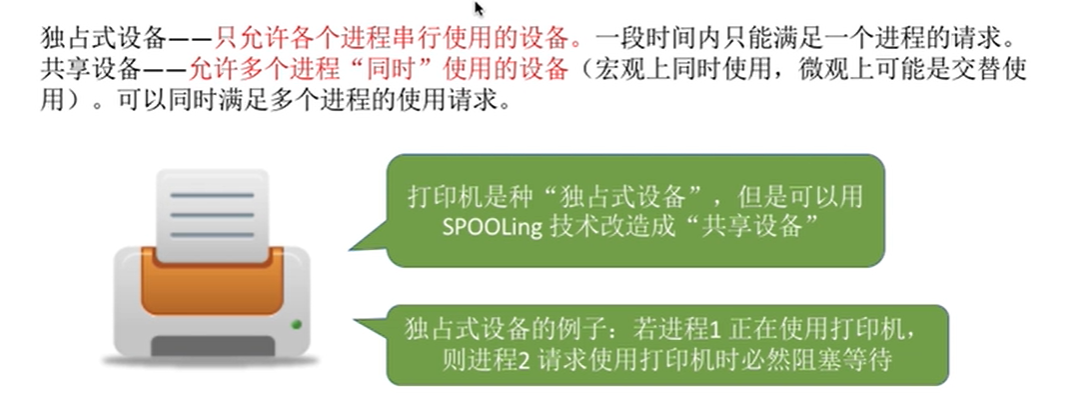 独占式设备——只允许各个进程串行使用的设备。一段时间内只能满足一个进程的请求。
共享设备——允许多个进程“同时”使用的设备（宏观上同时使用，微观上可能是交替使
用）。可以同时满足多个进程的使用请求。
打印机是种“独占式设备”，但是可以用
SPOOLing 技术改造成“共享设备”
独占式设备的例子：若进程1 正在使用打印机，
则进程2 请求使用打印机时必然阻塞等待